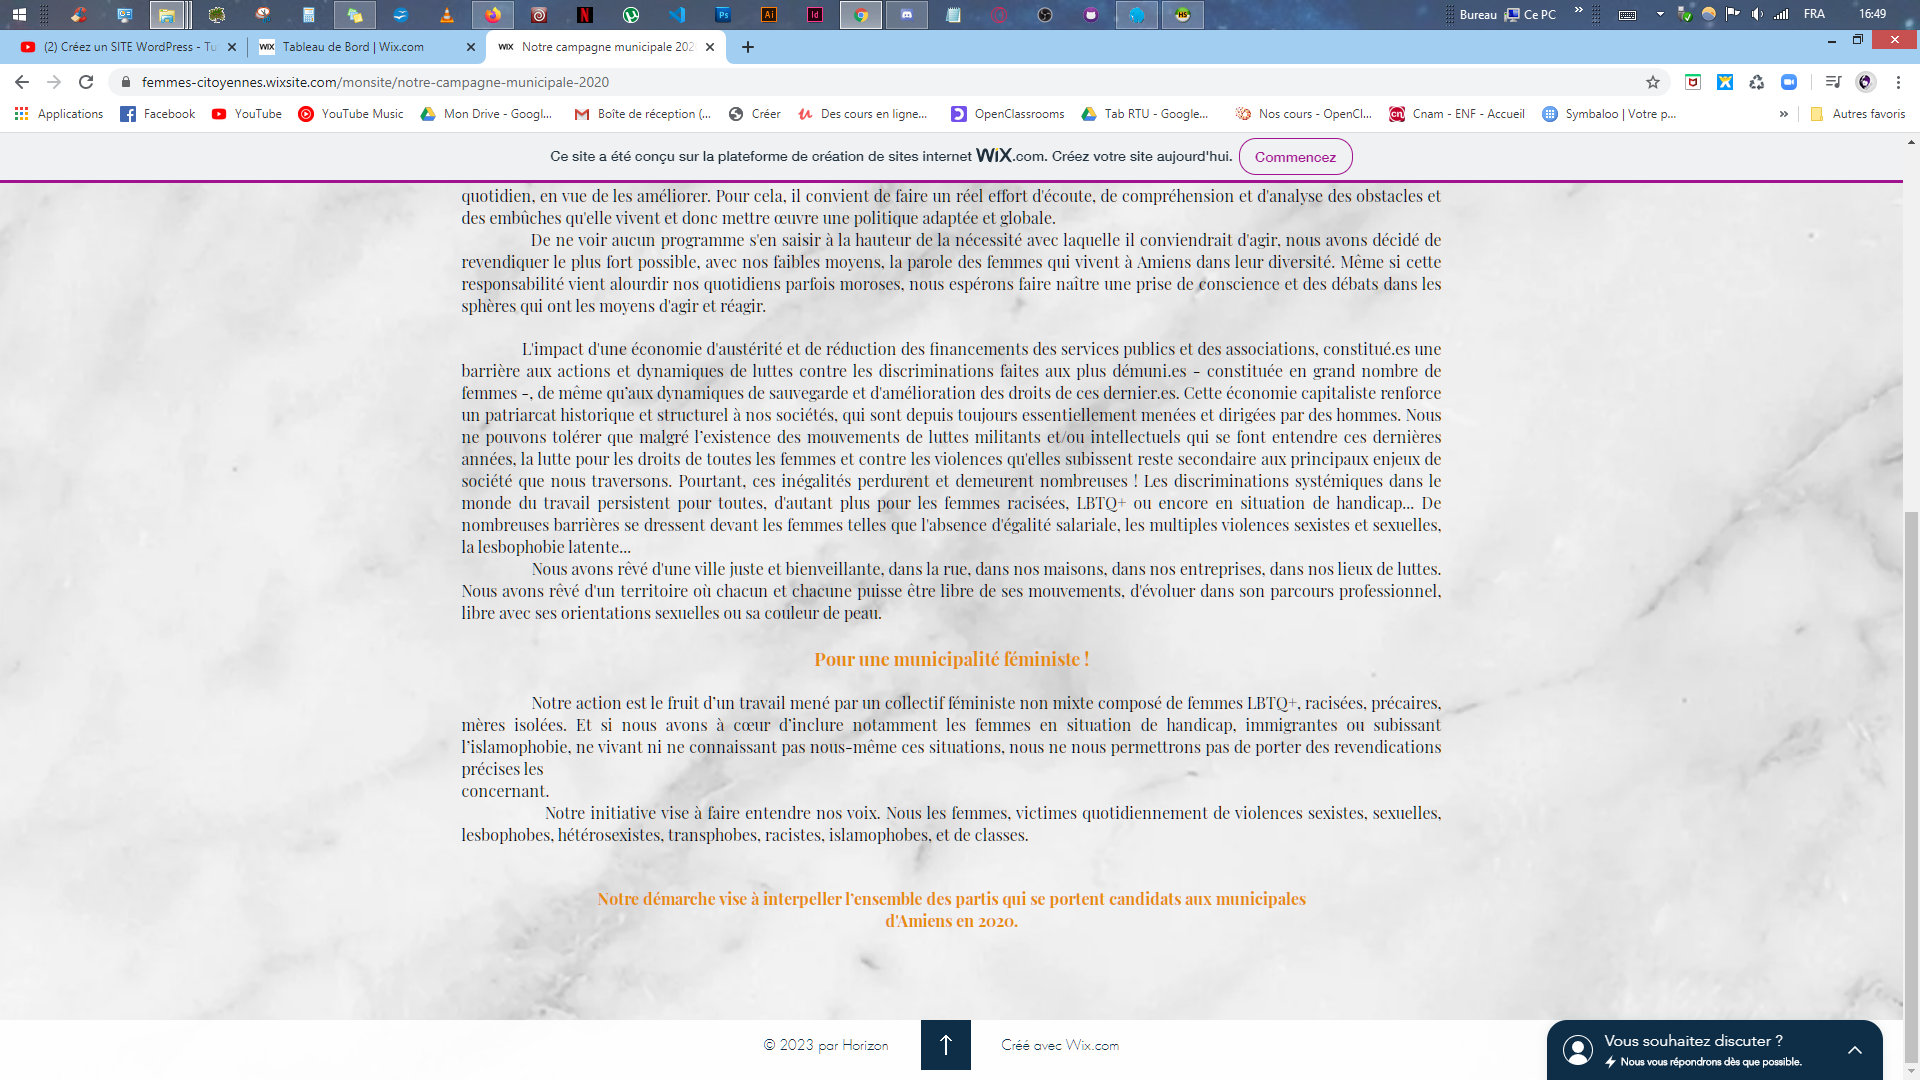 Bureau
Ce PC
»
FRA
16:49
(2) Créez un SITE WordPress - Tu
Tableau de Bord | Wix.com
Notre campagne municipale 202
femmes-citoyennes.wixsite.com/monsite/notre-campagne-municipale-2020
Applications
Facebook
YouTube
YouTube Music
Mon Drive - Googl...
Boîte de réception (...
Créer
Des cours en ligne...
OpenClassrooms
Tab RTU - Google...
Nos cours - OpenCl...
Cnam - ENF - Accueil
Symbaloo | Votre p...
»
Autres favoris
Ce site a été conçu sur la plateforme de création de sites internet WiX.com. Créez votre site aujourd'hui.
Commencez
quotidien, en vue de les améliorer. Pour cela, il convient de faire un réel effort d'écoute, de compréhension et d'analyse des obstacles et
des embûches qu'elle vivent et donc mettre œuvre une politique adaptée et globale.
De ne voir aucun programme s'en saisir à la hauteur de la nécessité avec laquelle il conviendrait d'agir, nous avons décidé de
revendiquer le plus fort possible, avec nos faibles moyens, la parole des femmes qui vivent à Amiens dans leur diversité. Même si cette
responsabilité vient alourdir nos quotidiens parfois moroses, nous espérons faire naître une prise de conscience et des débats dans les
sphères qui ont les moyens d'agir et réagir.
L'impact d'une économie d'austérité et de réduction des financements des services publics et des associations, constitué.es une
barrière aux actions et dynamiques de luttes contre les discriminations faites aux plus démuni.es - constituée en grand nombre de
femmes -, de même qu’aux dynamiques de sauvegarde et d'amélioration des droits de ces dernier.es. Cette économie capitaliste renforce
un patriarcat historique et structurel à nos sociétés, qui sont depuis toujours essentiellement menées et dirigées par des hommes. Nous
ne pouvons tolérer que malgré l’existence des mouvements de luttes militants et/ou intellectuels qui se font entendre ces dernières
années, la lutte pour les droits de toutes les femmes et contre les violences qu'elles subissent reste secondaire aux principaux enjeux de
société que nous traversons. Pourtant, ces inégalités perdurent et demeurent nombreuses ! Les discriminations systémiques dans le
monde du travail persistent pour toutes, d'autant plus pour les femmes racisées, LBTQ+ ou encore en situation de handicap... De
nombreuses barrières se dressent devant les femmes telles que l'absence d'égalité salariale, les multiples violences sexistes et sexuelles,
la lesbophobie latente...
Nous avons rêvé d'une ville juste et bienveillante, dans la rue, dans nos maisons, dans nos entreprises, dans nos lieux de luttes.
Nous avons rêvé d'un territoire où chacun et chacune puisse être libre de ses mouvements, d'évoluer dans son parcours professionnel,
libre avec ses orientations sexuelles ou sa couleur de peau.
Pour une municipalité féministe !
Notre action est le fruit d’un travail mené par un collectif féministe non mixte composé de femmes LBTQ+, racisées, précaires,
mères isolées. Et si nous avons à cœur d’inclure notamment les femmes en situation de handicap, immigrantes ou subissant
l’islamophobie, ne vivant ni ne connaissant pas nous-même ces situations, nous ne nous permettrons pas de porter des revendications
précises les
concernant.
Notre initiative vise à faire entendre nos voix. Nous les femmes, victimes quotidiennement de violences sexistes, sexuelles,
lesbophobes, hétérosexistes, transphobes, racistes, islamophobes, et de classes.
Notre démarche vise à interpeller l’ensemble des partis qui se portent candidats aux municipales
d'Amiens en 2020.
© 2023 par Horizon
Créé avec Wix.com
Vous souhaitez discuter ?
Nous vous répondrons dès que possible.